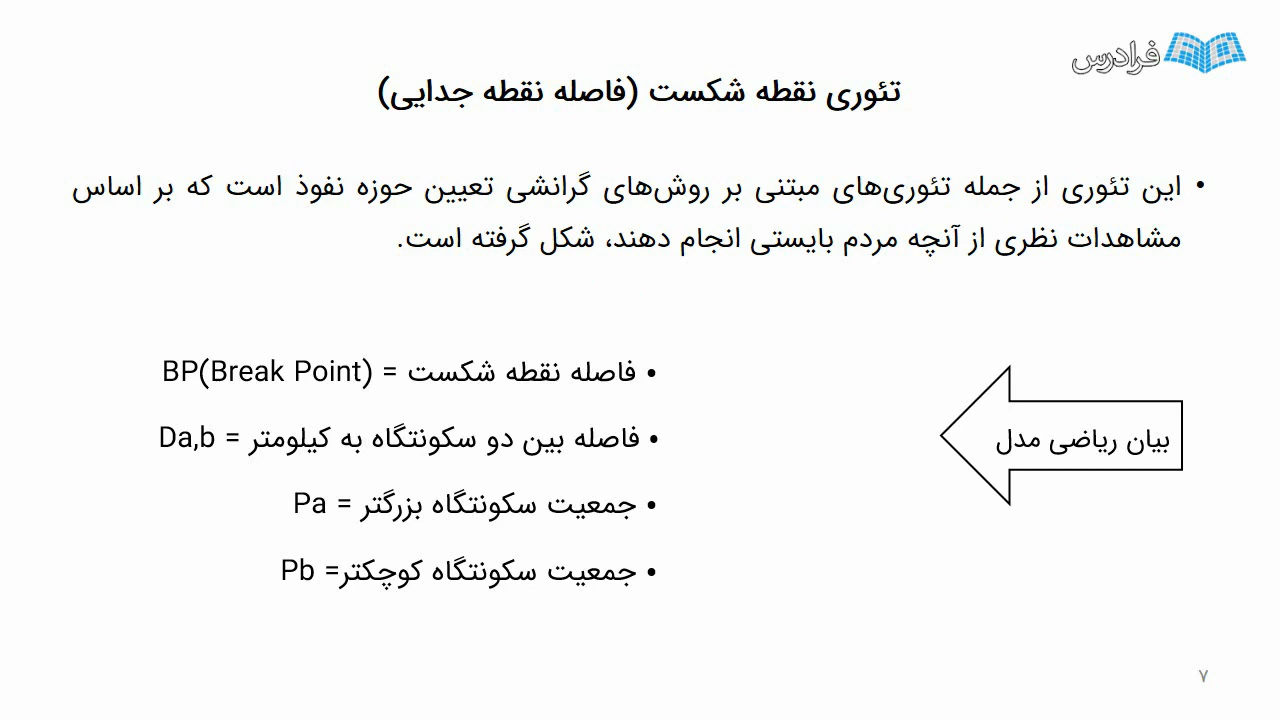 فرادرس
تئوری نقطه شکست (فاصله نقطه جدایی)
• این تئوری از جمله تئوری‌های مبتنی بر روش‌های گرانشی تعیین حوزه نفوذ است که بر اساس
مشاهدات نظری از آنچه مردم بایستی انجام دهند، شکل گرفته است.
بیان ریاضی مدل
• فاصله نقطه شکست = BP(Break Point)
• فاصله بین دو سکونتگاه به کیلومتر = Da,b
• جمعیت سکونتگاه بزرگتر = Pa
• جمعیت سکونتگاه کوچکتر= Pb
۷